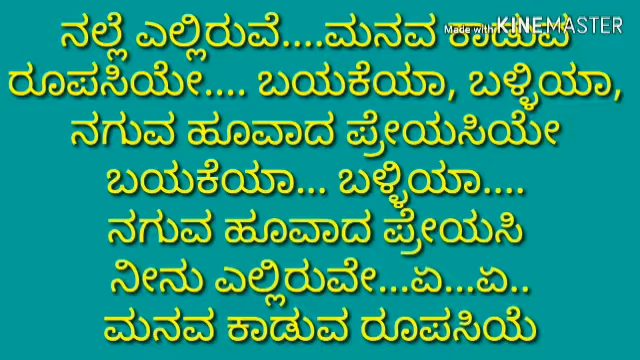 ನಲ್ಲೆ ಎಲ್ಲಿರುವೆ....ಮನವ ಕಾಡುವ
Made with KINEMASTER
ರೂಪಸಿಯೇ.... ಬಯಕೆಯಾ, ಬಳ್ಳಿಯಾ,
ನಗುವ ಹೂವಾದ ಪ್ರೇಯಸಿಯೇ
ಬಯಕೆಯಾ... ಬಳ್ಳಿಯಾ....
ನಗುವ ಹೂವಾದ ಪ್ರೇಯಸಿ
ನೀನು ಎಲ್ಲಿರುವೇ...ಏ...ಏ..
ಮನವ ಕಾಡುವ ರೂಪಸಿಯೆ